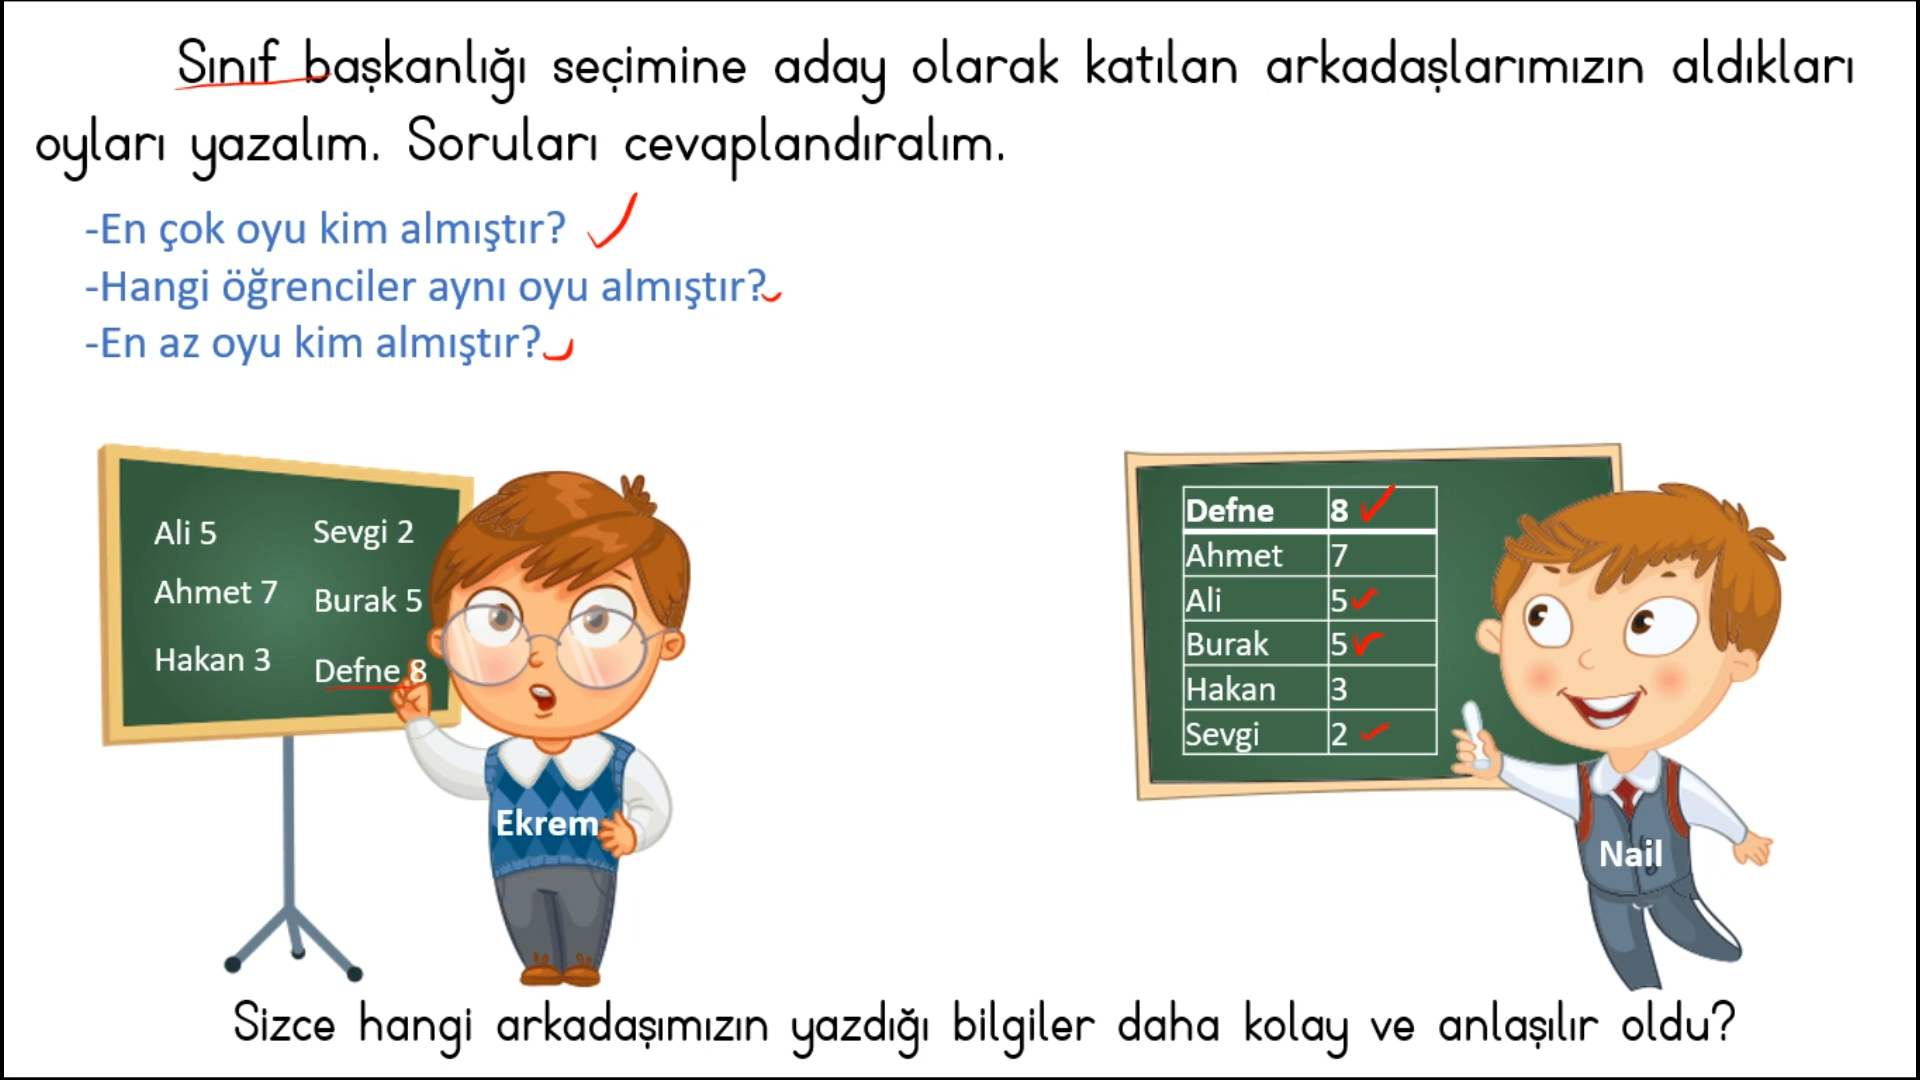 Sınıf başkanlığı seçimine aday olarak katılan arkadaşlarımızın aldıkları
oyları yazalım. Soruları cevaplandıralım.
-En çok oyu kim almıştır?
-Hangi öğrenciler aynı oyu almıştır?
-En az oyu kim almıştır?
Ali 5 Sevgi 2
Ahmet 7 Burak 5
Hakan 3 Defne 8
Ekrem
Defne 8
Ahmet 7
Ali 5
Burak 5
Hakan 3
Sevgi 2
Nail
Sizce hangi arkadaşımızın yazdığı bilgiler daha kolay ve anlaşılır oldu?